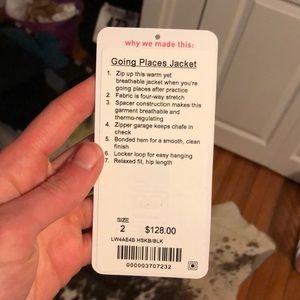 why we made this:
Going Places Jacket
1. Zip up this warm yet
breathable jacket when you're
going places after practice
2. Fabric is four-way stretch
3. Spacer construction makes this
garment breathable and
thermo-regulating
4. Zipper garage keeps chafe in
check
5. Bonded hem for a smooth, clean
finish
6. Locker loop for easy hanging
7. Relaxed fit, hip length
SIZE
2 $128.00
LW4AE4S HSKB/BLK
000003707232